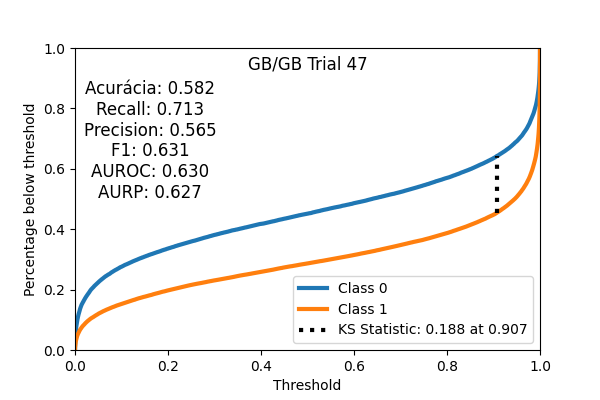 GB/GB Trial 47
Acurácia: 0.582
Recall: 0.713
Precision: 0.565
F1: 0.631
AUROC: 0.630
AURP: 0.627
Percentage below threshold
1.0
0.8
0.6
0.4
0.2
0.0
Class 0
Class 1
KS Statistic: 0.188 at 0.907
0.0 0.2 0.4 0.6 0.8 1.0
Threshold